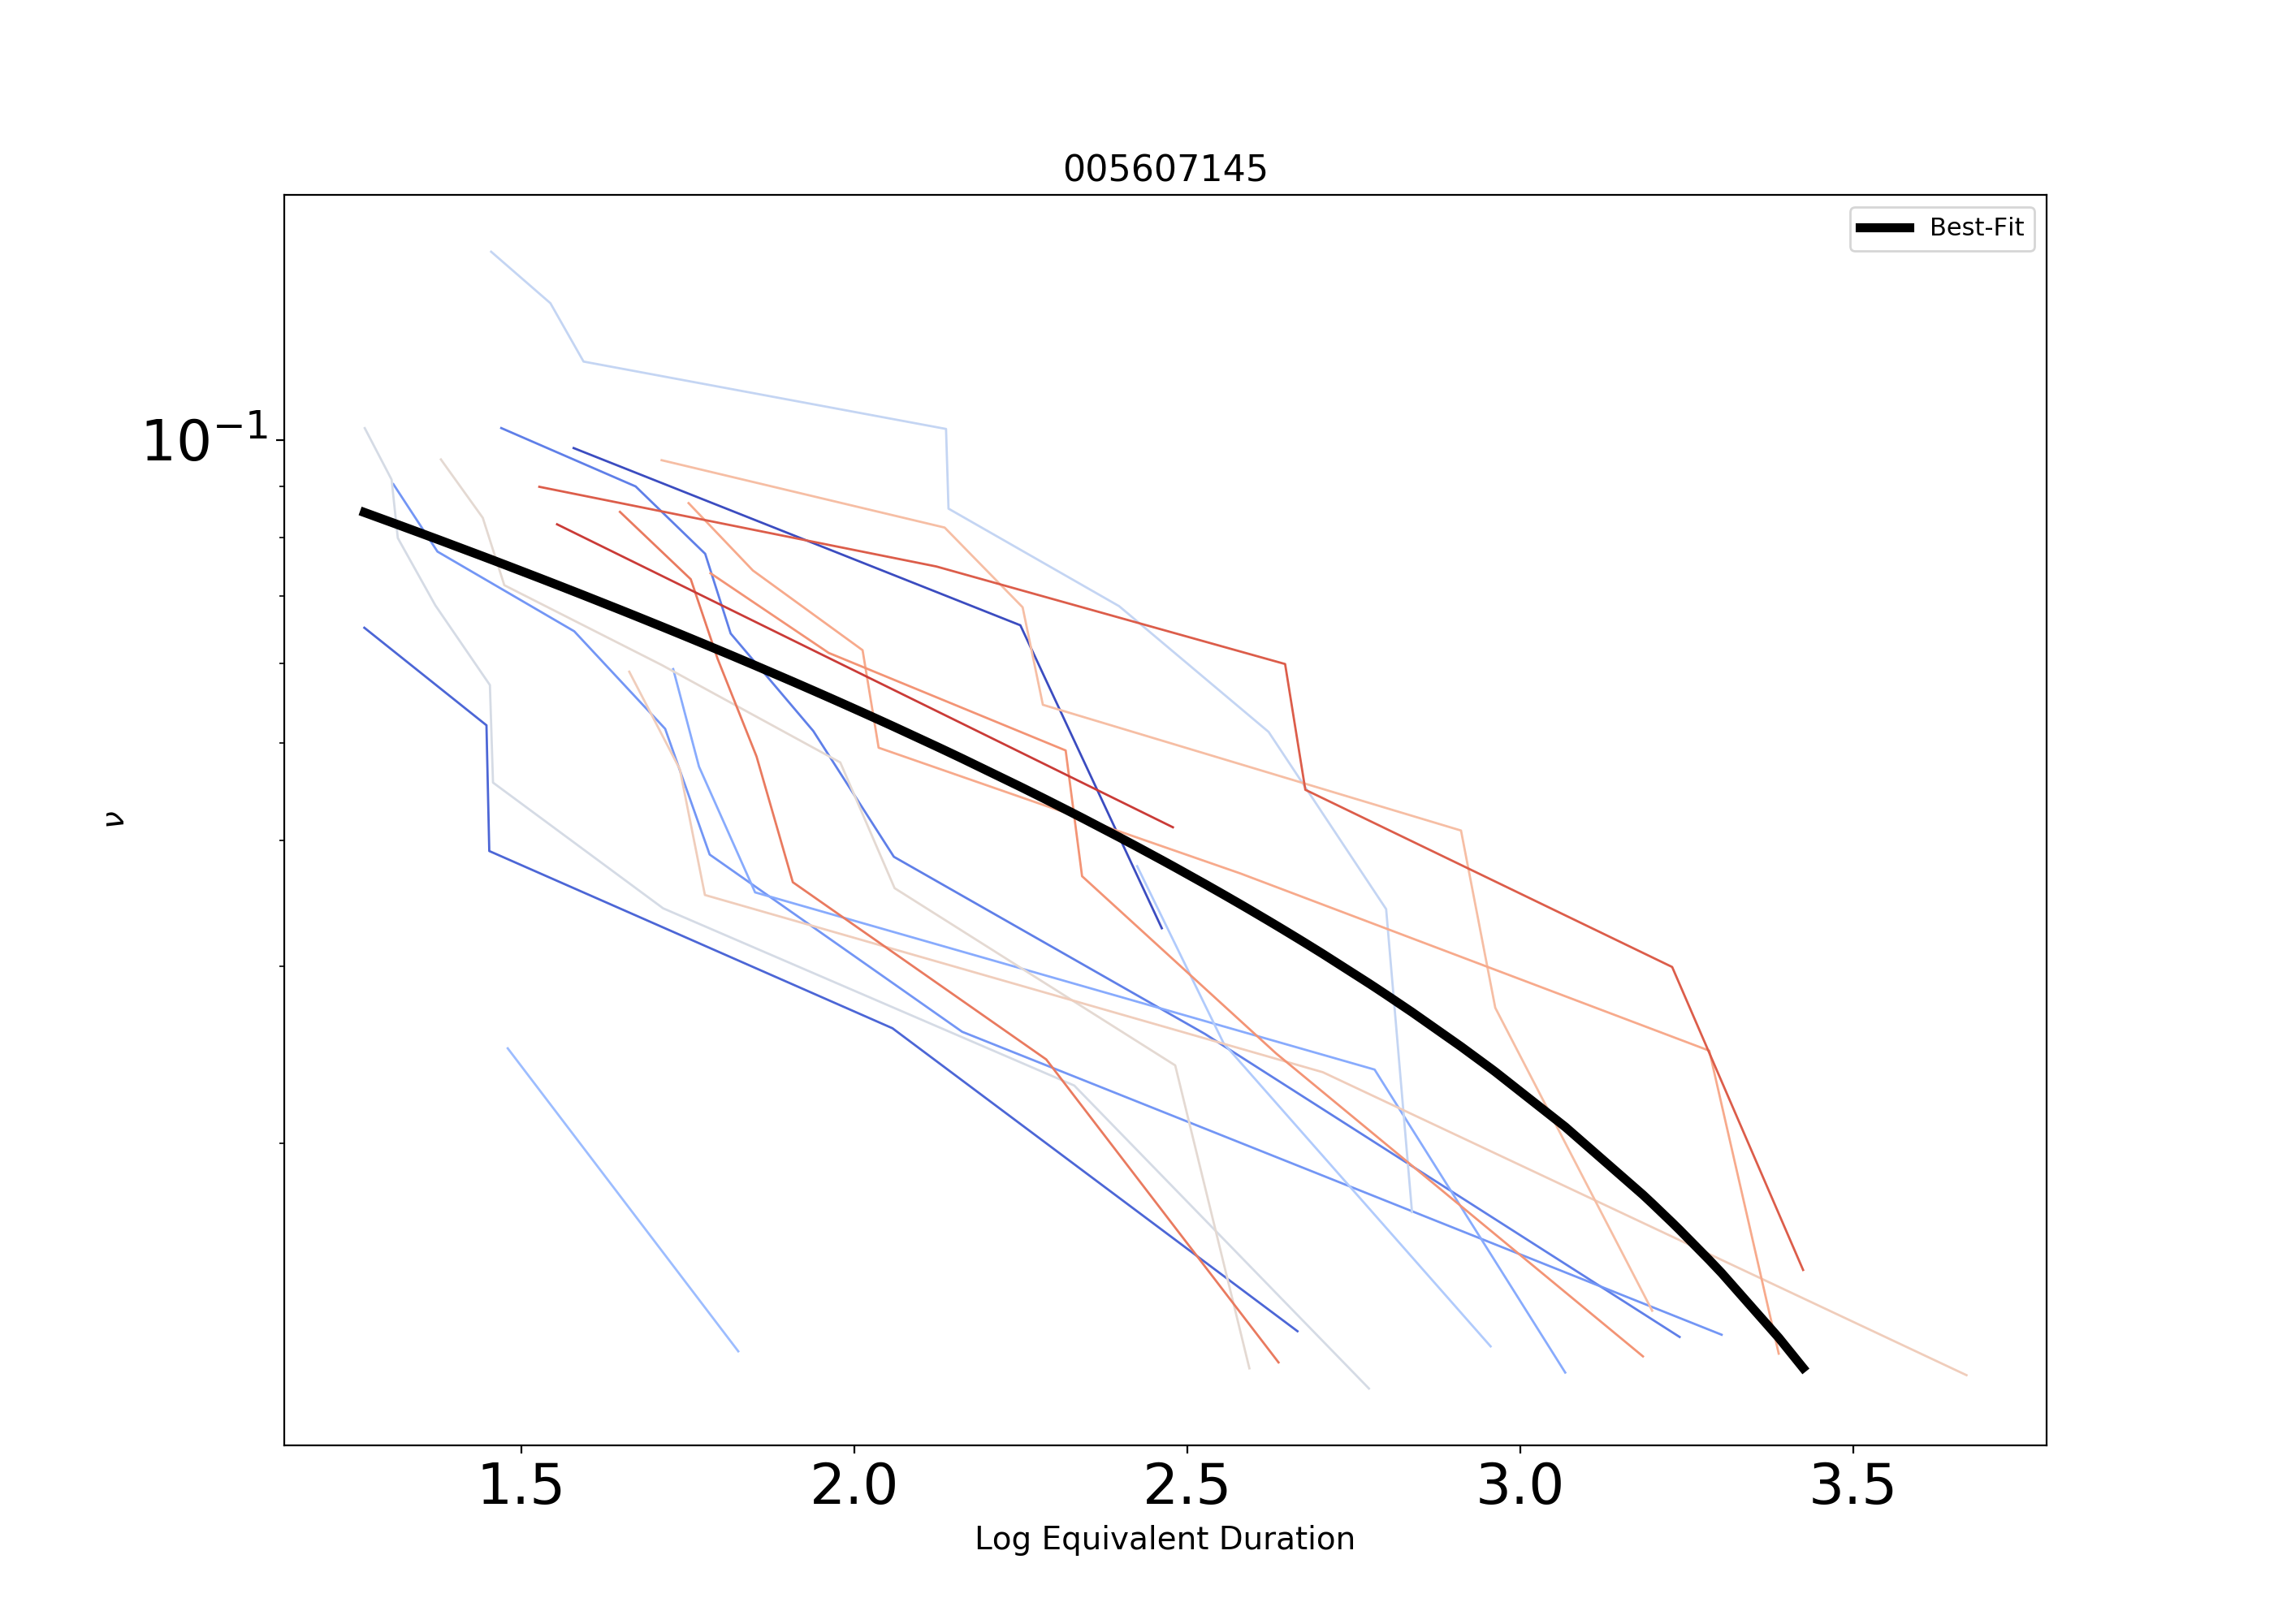 005607145
Best-Fit
10⁻¹
ν
1.5 2.0 2.5 3.0 3.5
Log Equivalent Duration